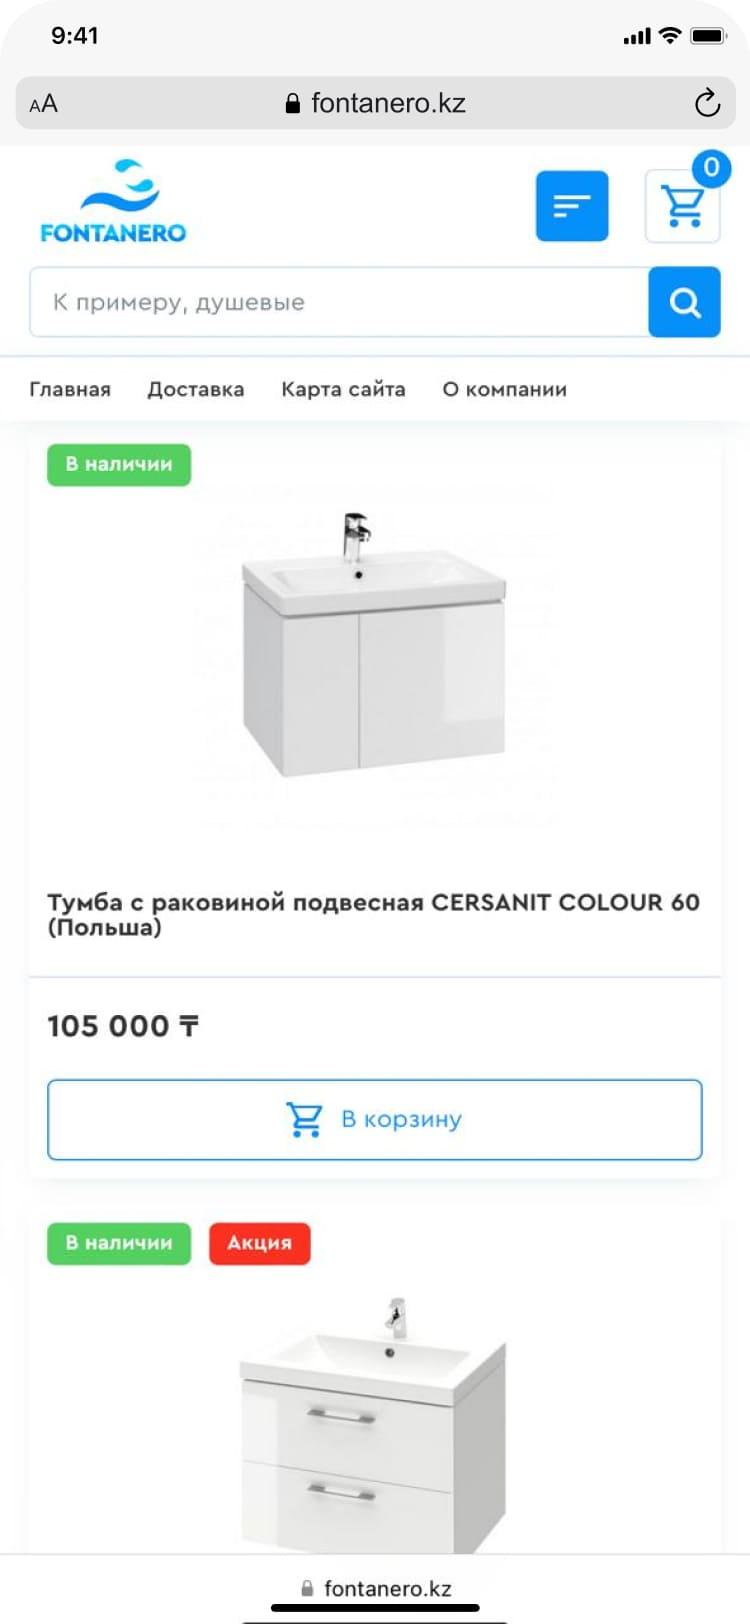 9:41
AA fontanero.kz
0
FONTANERO
К примеру, душевые
Главная Доставка Карта сайта О компании
В наличии
Тумба с раковиной подвесная CERSANIT COLOUR 60
(Польша)
105 000 ₸
В корзину
В наличии Акция
fontanero.kz